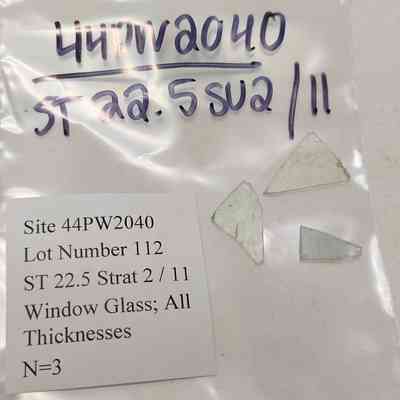 44PW2040
ST 22.5 SU2 / 11
Site 44PW2040
Lot Number 112
ST 22.5 Strat 2 / 11
Window Glass; All
Thicknesses
N=3